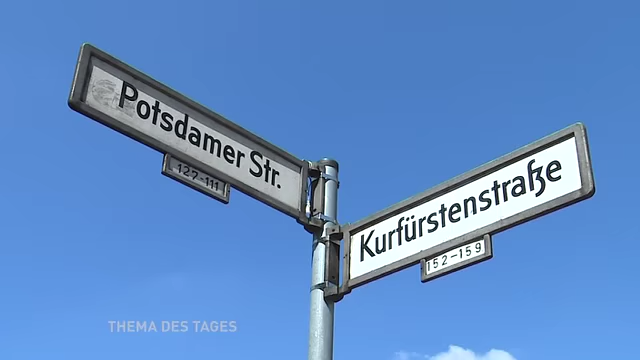 Potsdamer Str.
127-111
Kurfürstenstraße
152-159
THEMA DES TAGES